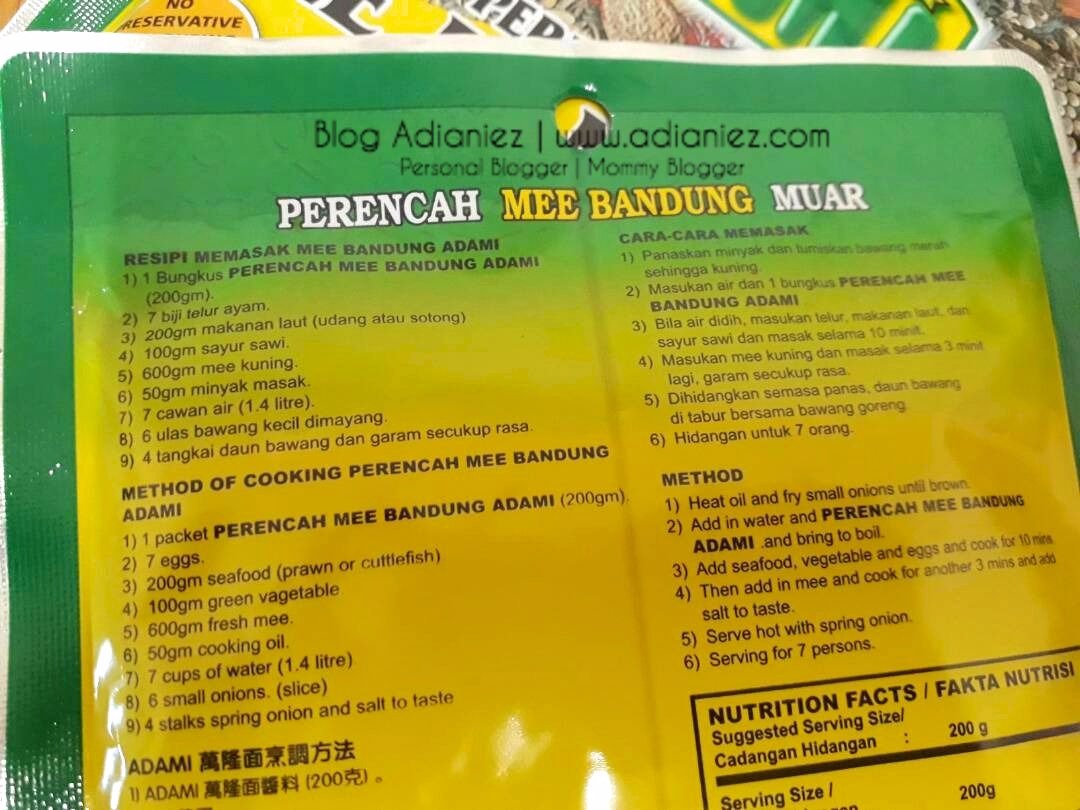 NO
RESERVATIVE
PER
Blog Adianiez | www.adianiez.com
Personal Blogger | Mommy Blogger
PERENCAH MEE BANDUNG MUAR
RESIPI MEMASAK MEE BANDUNG ADAMI
1) 1 Bungkus PERENCAH MEE BANDUNG ADAMI
(200gm).
2) 7 biji telur ayam.
3) 200gm makanan laut (udang atau sotong)
4) 100gm sayur sawi.
5) 600gm mee kuning.
6) 50gm minyak masak.
7) 7 cawan air (1.4 litre).
8) 6 ulas bawang kecil dimayang.
9) 4 tangkai daun bawang dan garam secukup rasa.
METHOD OF COOKING PERENCAH MEE BANDUNG
ADAMI
1) 1 packet PERENCAH MEE BANDUNG ADAMI (200gm).
2) 7 eggs.
3) 200gm seafood (prawn or cuttlefish)
4) 100gm green vagetable
5) 600gm fresh mee.
6) 50gm cooking oil.
7) 7 cups of water (1.4 litre)
8) 6 small onions. (slice)
9) 4 stalks spring onion and salt to taste
ADAMI 萬隆面烹調方法
1) ADAMI 萬隆面醬料 (200克) 。
CARA-CARA MEMASAK
1) Panaskan minyak dan tumiskan bawang merah
sehingga kuning.
2) Masukan air dan 1 bungkus PERENCAH MEE
BANDUNG ADAMI
3) Bila air didih, masukan telur, makanan laut, dan
sayur sawi dan masak selama 10 minit.
4) Masukan mee kuning dan masak selama 3 minit
lagi, garam secukup rasa.
5) Dihidangkan semasa panas, daun bawang
di tabur bersama bawang goreng.
6) Hidangan untuk 7 orang.
METHOD
1) Heat oil and fry small onions until brown.
2) Add in water and PERENCAH MEE BANDUNG
ADAMI .and bring to boil.
3) Add seafood, vegetable and eggs and cook for 10 mins
4) Then add in mee and cook for another 3 mins and add
salt to taste.
5) Serve hot with spring onion.
6) Serving for 7 persons.
NUTRITION FACTS / FAKTA NUTRISI
Suggested Serving Size/
Cadangan Hidangan : 200 g
Serving Size / 200g